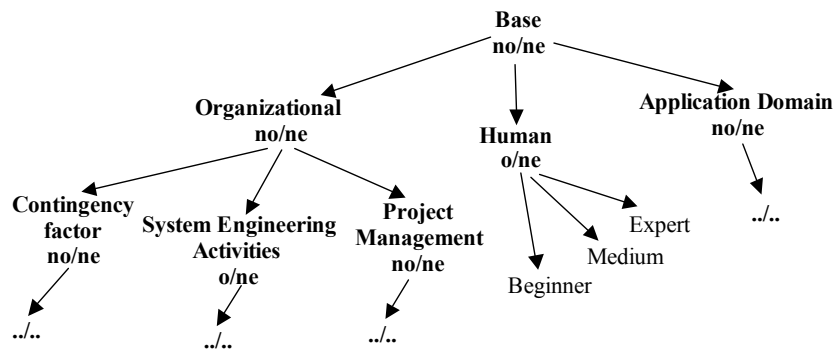 Base
no/ne
Organizational
no/ne
Human
o/ne
Application Domain
no/ne
Contingency
factor
no/ne
System Engineering
Activities
o/ne
Project
Management
no/ne
Beginner
Medium
Expert
../..
../..
../..
../..